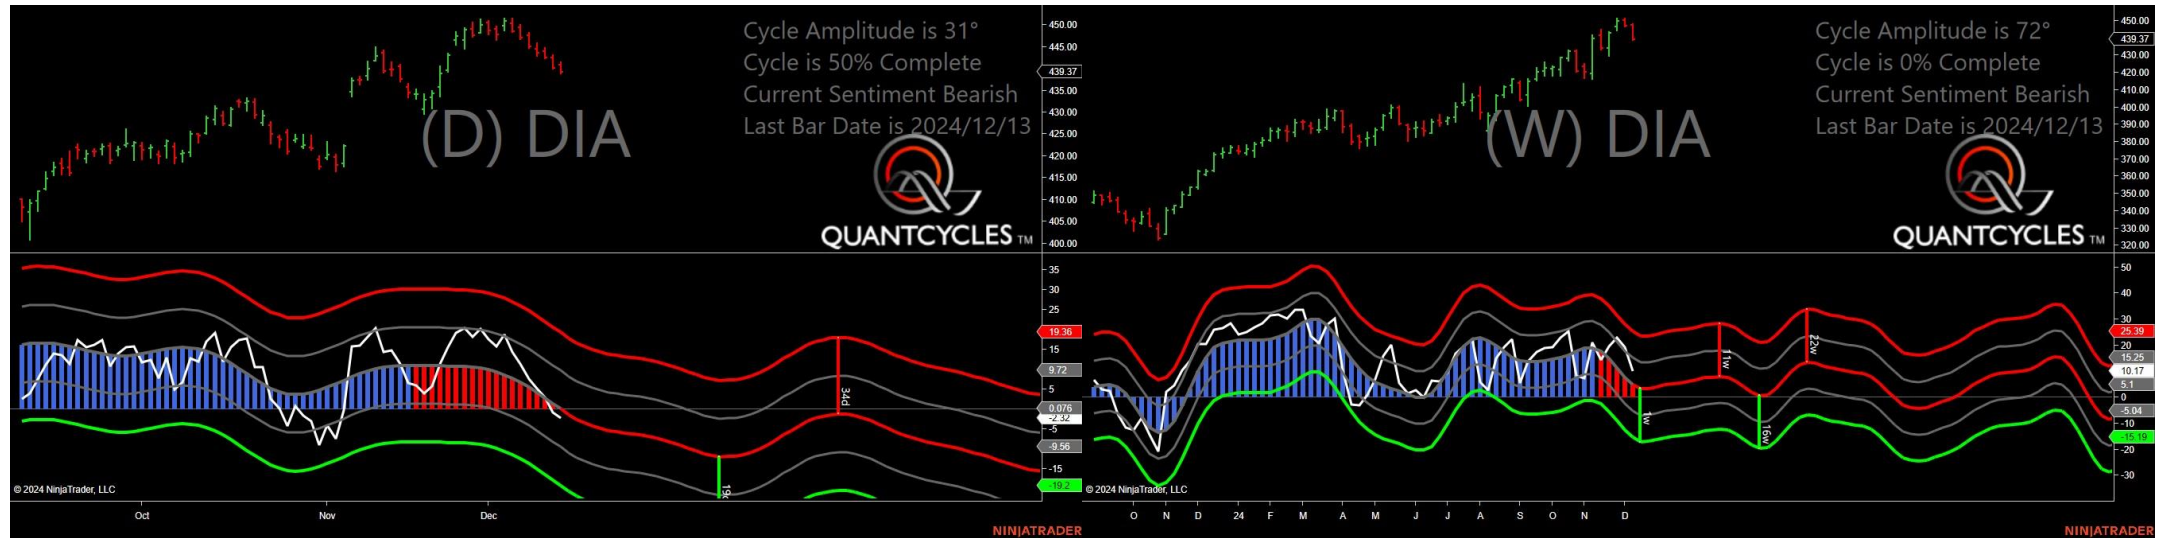 Cycle Amplitude is 31°
Cycle is 50% Complete
Current Sentiment Bearish
Last Bar Date is 2024/12/13
(D) DIA
QUANTCYCLES TM
450.00
445.00
439.37
435.00
430.00
425.00
420.00
415.00
410.00
405.00
400.00
35
30
25
19.36
15
9.72
5
0.076
-2.32
-5
-9.56
-15
-19.2
34d
© 2024 NinjaTrader, LLC
Oct
Nov
Dec
NINJATRADER
Cycle Amplitude is 72°
Cycle is 0% Complete
Current Sentiment Bearish
Last Bar Date is 2024/12/13
(W) DIA
QUANTCYCLES TM
450.00
439.37
430.00
420.00
410.00
400.00
390.00
380.00
370.00
360.00
350.00
340.00
330.00
320.00
50
40
30
25.39
20
15.25
10.17
5.1
0
-5.04
-10
-15.19
-20
-30
1w
11w
16w
22w
© 2024 NinjaTrader, LLC
O N D 24 F M A M J J A S O N D
NINJATRADER